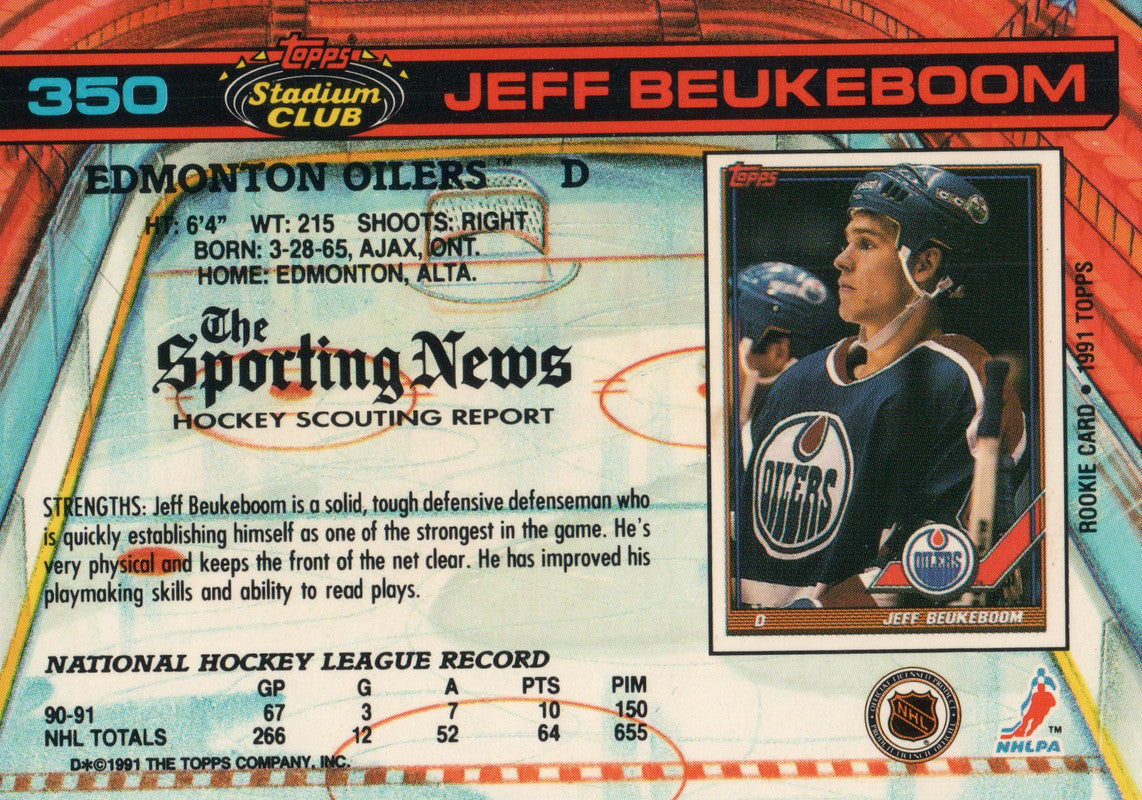 350
Topps®
Stadium
CLUB™
JEFF BEUKEBOOM
EDMONTON OILERS™ D
HT: 6'4" WT: 215 SHOOTS: RIGHT
BORN: 3-28-65, AJAX, ONT.
HOME: EDMONTON, ALTA.
The
Sporting News
HOCKEY SCOUTING REPORT
STRENGTHS: Jeff Beukeboom is a solid, tough defensive defenseman who
is quickly establishing himself as one of the strongest in the game. He's
very physical and keeps the front of the net clear. He has improved his
playmaking skills and ability to read plays.
NATIONAL HOCKEY LEAGUE RECORD
GP G A PTS PIM
90-91 67 3 7 10 150
NHL TOTALS 266 12 52 64 655
D*©1991 THE TOPPS COMPANY, INC.
Topps
OILERS
OILERS
D JEFF BEUKEBOOM
ROOKIE CARD • 1991 TOPPS
OFFICIAL LICENSED PRODUCT
NHL
NHLPA™